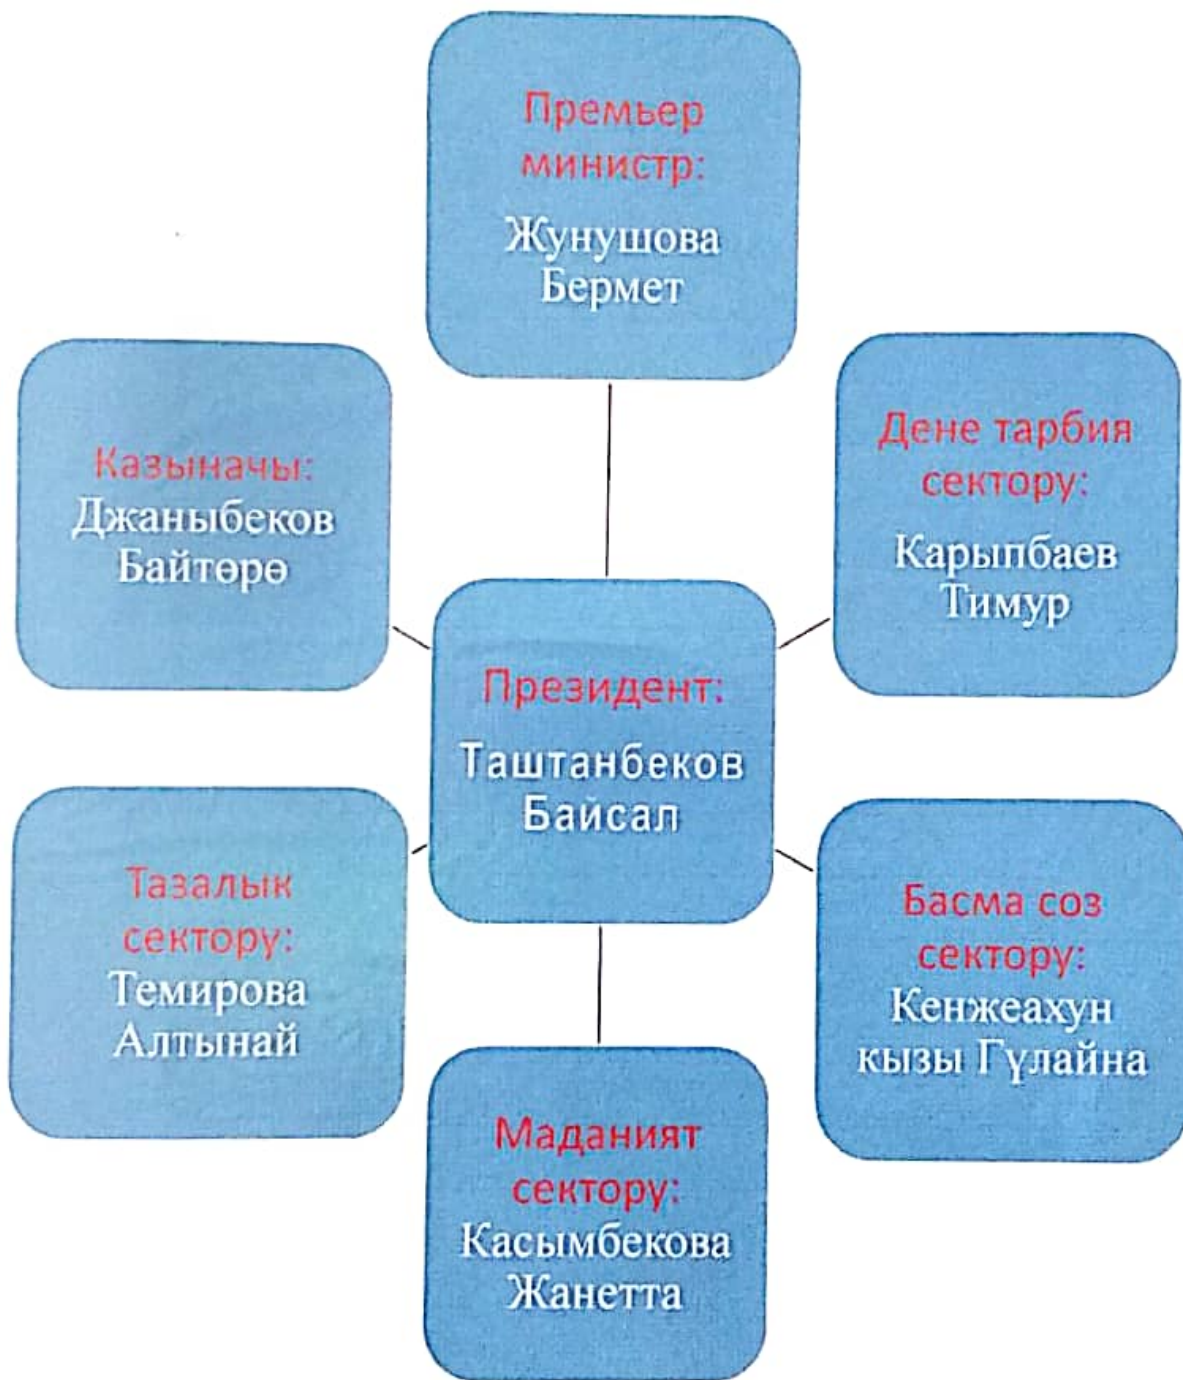 Премьер
министр:
Жунушова
Бермет
Казыначы:
Джаныбеков
Байтөрө
Дене тарбия
сектору:
Карыпбаев
Тимур
Президент:
Таштанбеков
Байсал
Тазалык
сектору:
Темирова
Алтынай
Басма соз
сектору:
Кенжеахун
кызы Гүлайна
Маданият
сектору:
Касымбекова
Жанетта